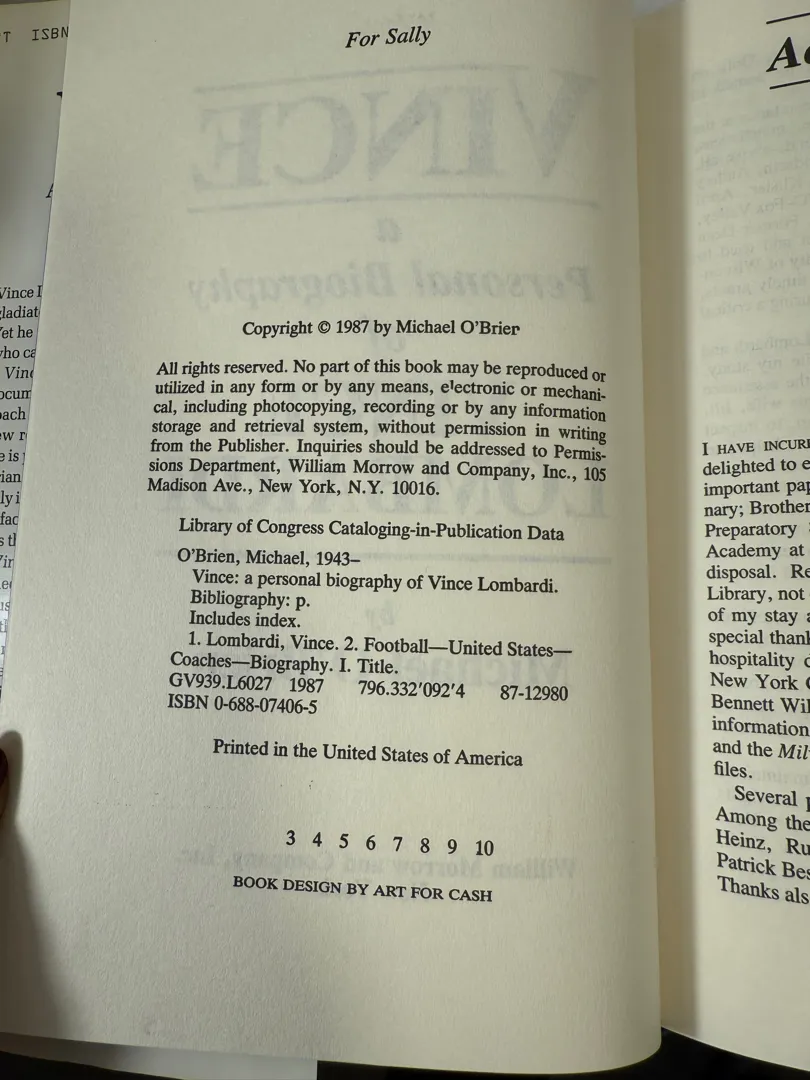 T ISBN
For Sally
Copyright © 1987 by Michael O'Brier
All rights reserved. No part of this book may be reproduced or
utilized in any form or by any means, electronic or mechani-
cal, including photocopying, recording or by any information
storage and retrieval system, without permission in writing
from the Publisher. Inquiries should be addressed to Permis-
sions Department, William Morrow and Company, Inc., 105
Madison Ave., New York, N.Y. 10016.
Library of Congress Cataloging-in-Publication Data
O'Brien, Michael, 1943–
Vince: a personal biography of Vince Lombardi.
Bibliography: p.
Includes index.
1. Lombardi, Vince. 2. Football—United States—
Coaches—Biography. I. Title.
GV939.L6027 1987 796.332'092'4 87-12980
ISBN 0-688-07406-5
Printed in the United States of America
3 4 5 6 7 8 9 10
BOOK DESIGN BY ART FOR CASH
I HAVE INCUR
delighted to e
important pap
nary; Brother
Preparatory
Academy at
disposal. Re
Library, not
of my stay a
special thank
hospitality
New York
Bennett Wil
information
and the Mil
files.
Several p
Among the
Heinz, Ru
Patrick Bes
Thanks als